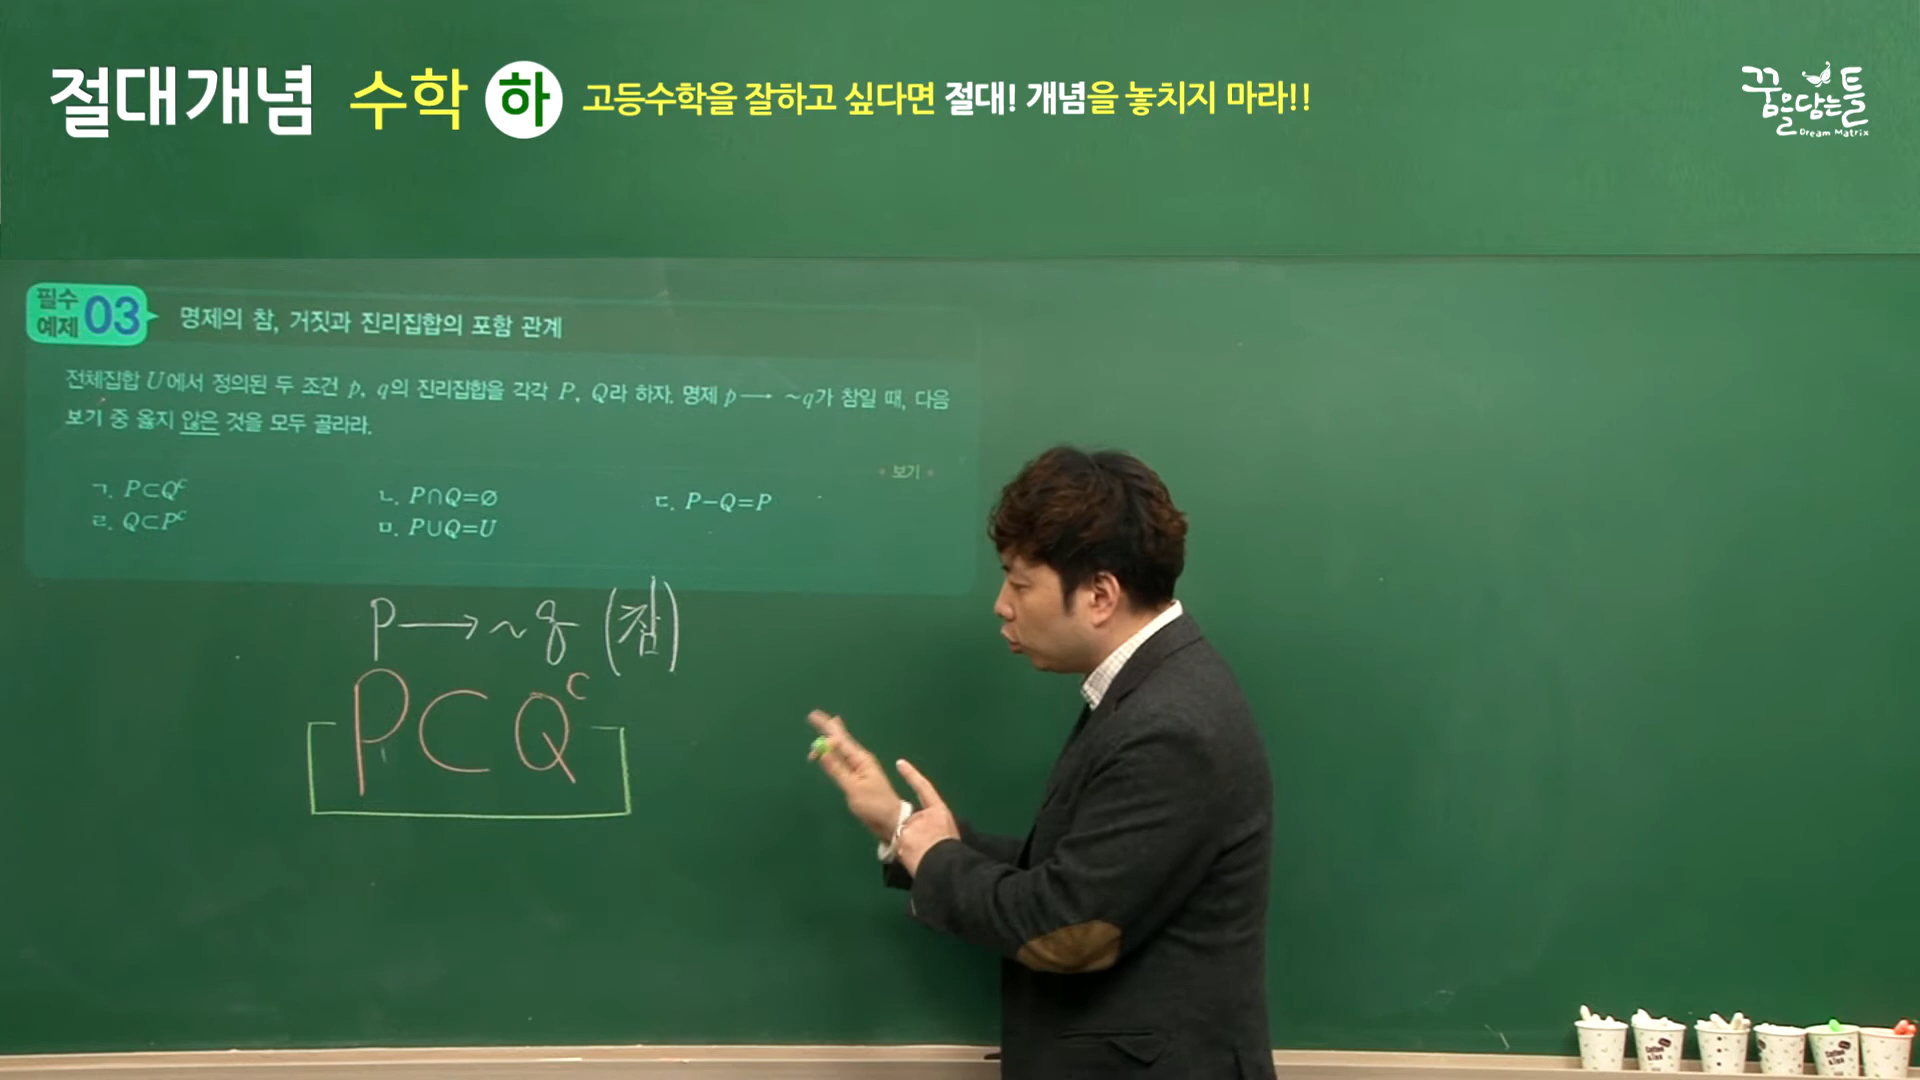 절대개념 수학 하 고등수학을 잘하고 싶다면 절대! 개념을 놓치지 마라!!
꿈을담는틀
Dream Matrix
필수 예제 03 명제의 참, 거짓과 진리집합의 포함 관계
전체집합 U에서 정의된 두 조건 p, q의 진리집합을 각각 P, Q라 하자. 명제 p → ~q가 참일 때, 다음
보기 중 옳지 않은 것을 모두 골라라.
보기
ㄱ. P⊂Qᶜ ㄴ. P∩Q=∅ ㄷ. P−Q=P
ㄹ. Q⊂Pᶜ ㅁ. P∪Q=U
P → ~q (참)
P⊂Qᶜ